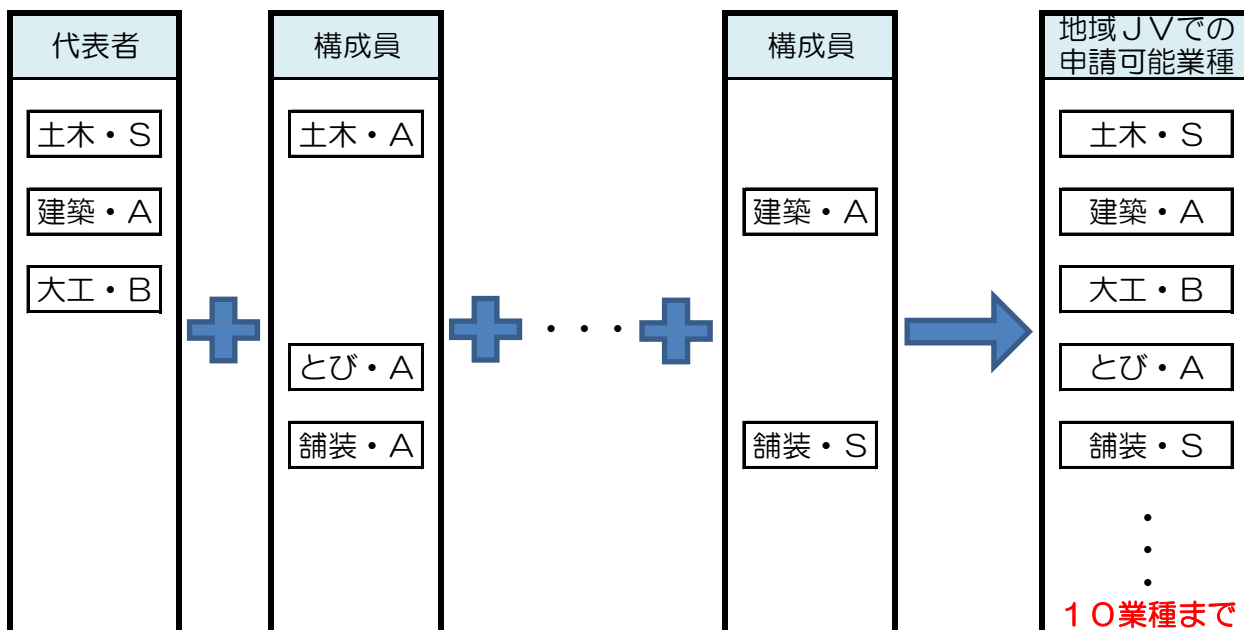 代表者
土木・S
建築・A
大工・B
構成員
土木・A
とび・A
舗装・A
・・・
構成員
建築・A
舗装・S
地域JVでの
申請可能業種
土木・S
建築・A
大工・B
とび・A
舗装・S
・
・
・
10業種まで